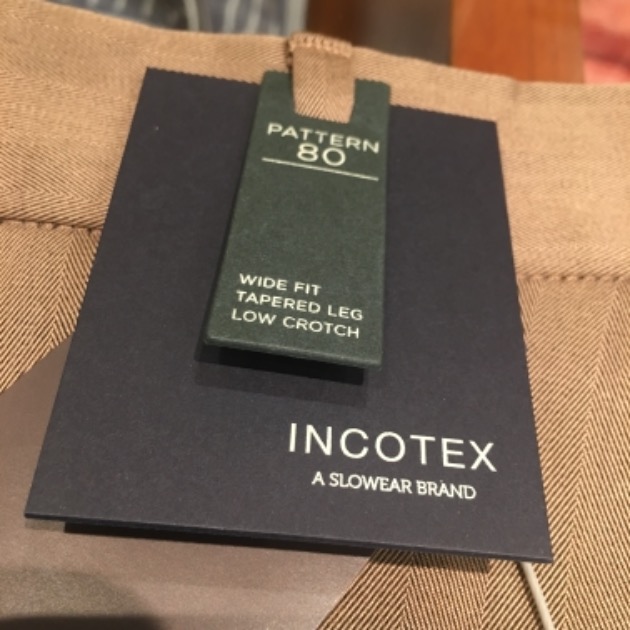 PATTERN
80
WIDE FIT
TAPERED LEG
LOW CROTCH
INCOTEX
A SLOWEAR BRAND